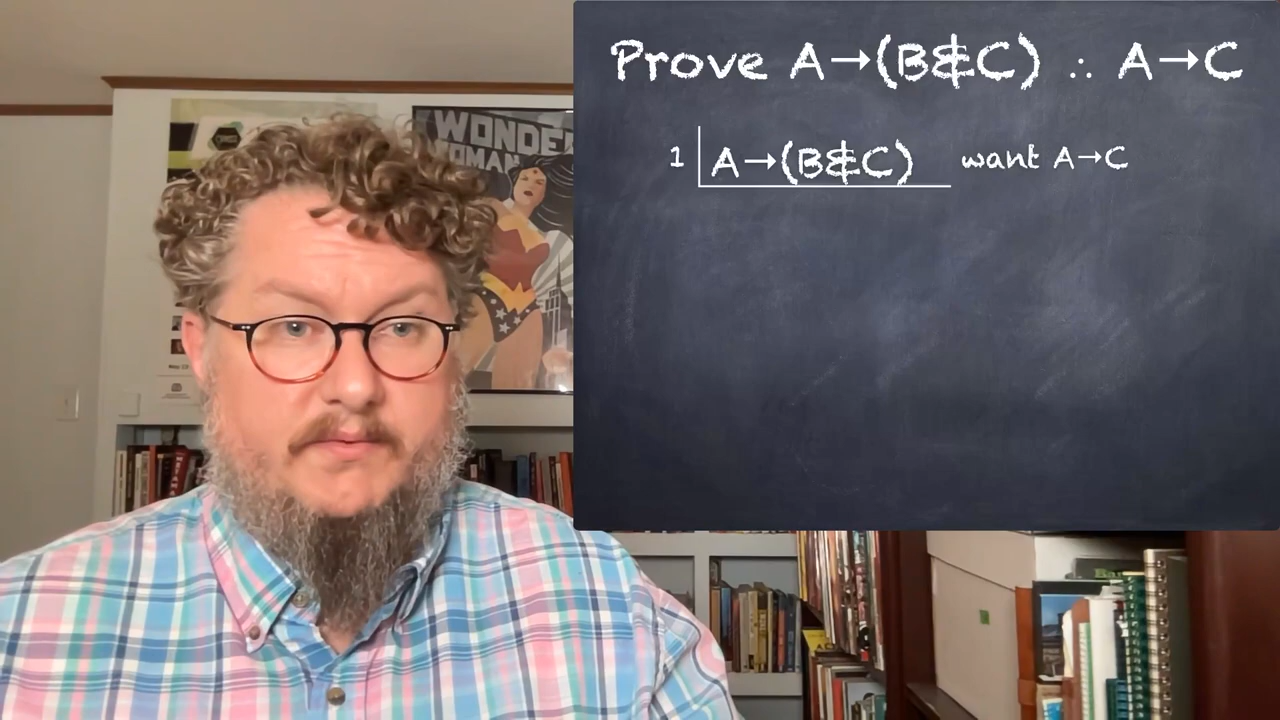 WONDER
WOMAN
Prove A→(B&C) ∴ A→C
1 A→(B&C) want A→C